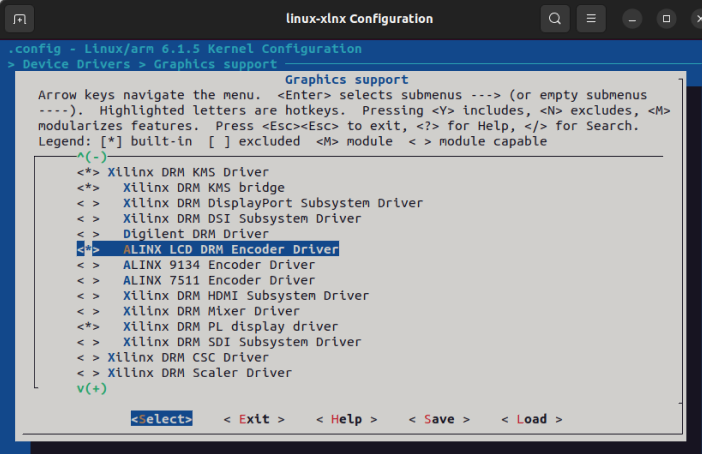 linux-xlnx Configuration
.config - Linux/arm 6.1.5 Kernel Configuration
> Device Drivers > Graphics support
Graphics support
Arrow keys navigate the menu.  <Enter> selects submenus ---> (or empty submenus
----).  Highlighted letters are hotkeys.  Pressing <Y> includes, <N> excludes, <M>
modularizes features.  Press <Esc><Esc> to exit, <?> for Help, </> for Search.
Legend: [*] built-in  [ ] excluded  <M> module  < > module capable
^(-)
<*> Xilinx DRM KMS Driver
<*>   Xilinx DRM KMS bridge
< >   Xilinx DRM DisplayPort Subsystem Driver
< >   Xilinx DRM DSI Subsystem Driver
< >   Digilent DRM Driver
<*>   ALINX LCD DRM Encoder Driver
< >   ALINX 9134 Encoder Driver
< >   ALINX 7511 Encoder Driver
< >   Xilinx DRM HDMI Subsystem Driver
< >   Xilinx DRM Mixer Driver
<*>   Xilinx DRM PL display driver
< >   Xilinx DRM SDI Subsystem Driver
< > Xilinx DRM CSC Driver
< > Xilinx DRM Scaler Driver
v(+)
<Select>    < Exit >    < Help >    < Save >    < Load >